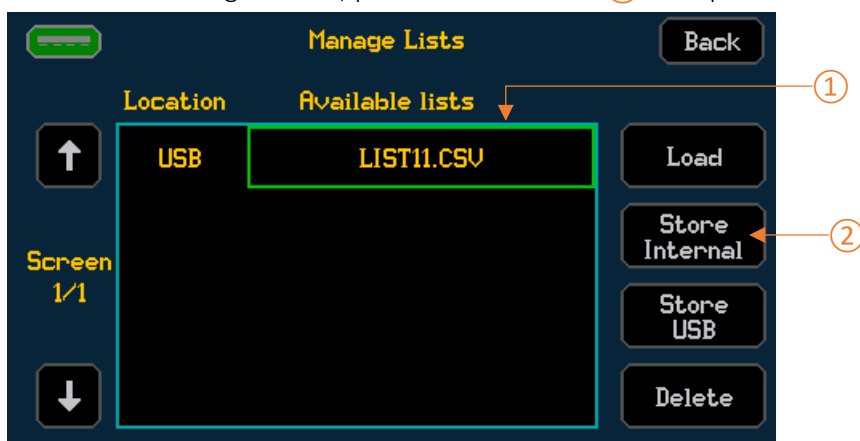 Manage Lists
Back
Location
Available lists
1
USB
LIST11.CSV
Load
Store
Internal
2
Screen
1/1
Store
USB
Delete